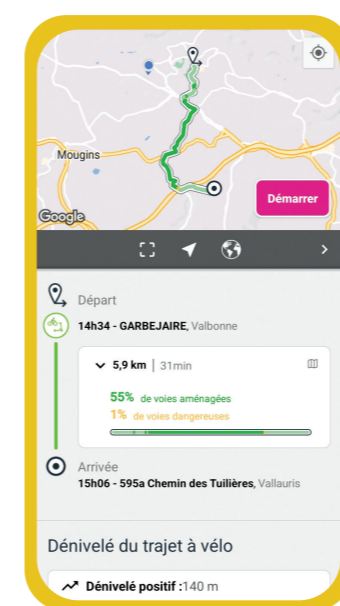 Mougins
Google
Démarrer
Départ
14h34 - GARBEJAIRE, Valbonne
5,9 km | 31min
55% de voies aménagées
1% de voies dangereuses
Arrivée
15h06 - 595a Chemin des Tuilières, Vallauris
Dénivelé du trajet à vélo
Dénivelé positif :140 m